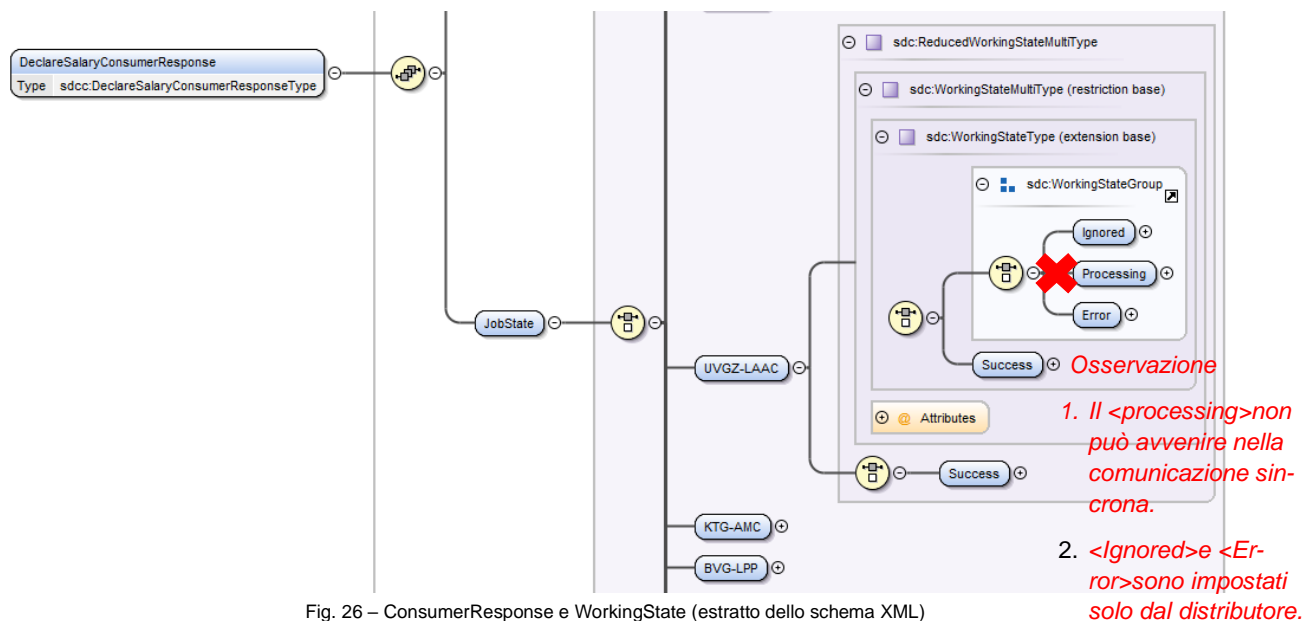 sdc:ReducedWorkingStateMultiType
DeclareSalaryConsumerResponse
Type sdcc:DeclareSalaryConsumerResponseType
sdc:WorkingStateMultiType (restriction base)
sdc:WorkingStateType (extension base)
sdc:WorkingStateGroup
Ignored
Processing
Error
JobState
UVGZ-LAAC
Success
Osservazione
@ Attributes
1. Il <processing>non
può avvenire nella
comunicazione sin-
crona.
Success
KTG-AMC
BVG-LPP
2. <Ignored>e <Er-
ror>sono impostati
solo dal distributore.
Fig. 26 – ConsumerResponse e WorkingState (estratto dello schema XML)